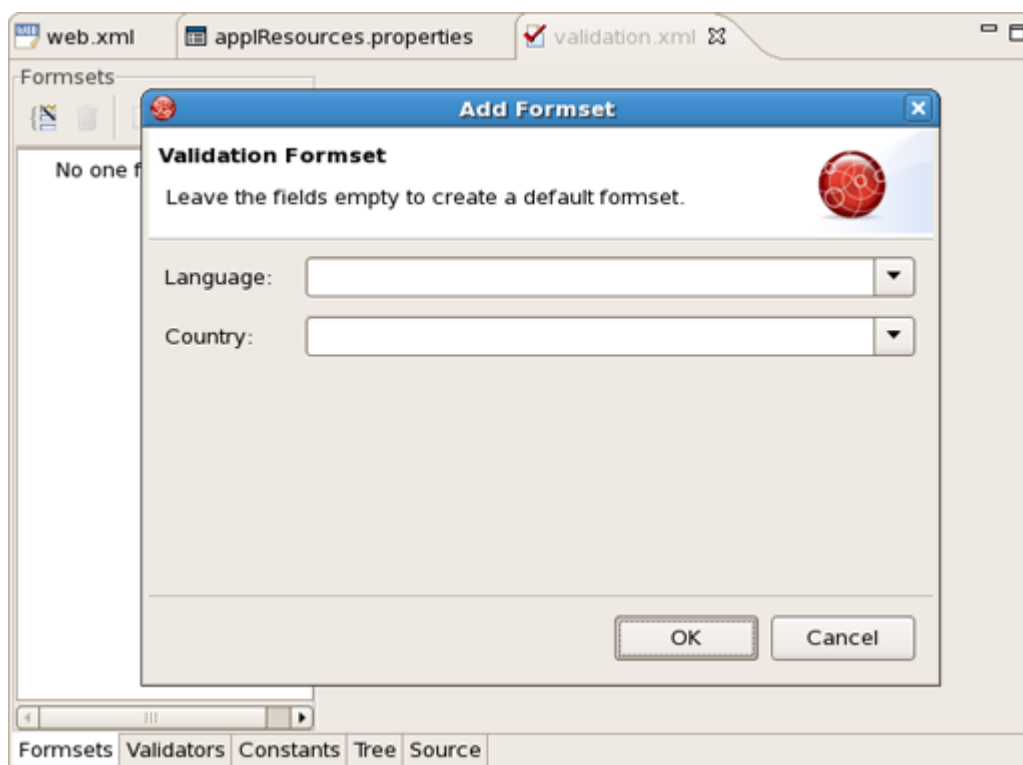 web.xml applResources.properties validation.xml
Formsets
Add Formset
No one f
Validation Formset
Leave the fields empty to create a default formset.
Language:
Country:
OK Cancel
Formsets Validators Constants Tree Source